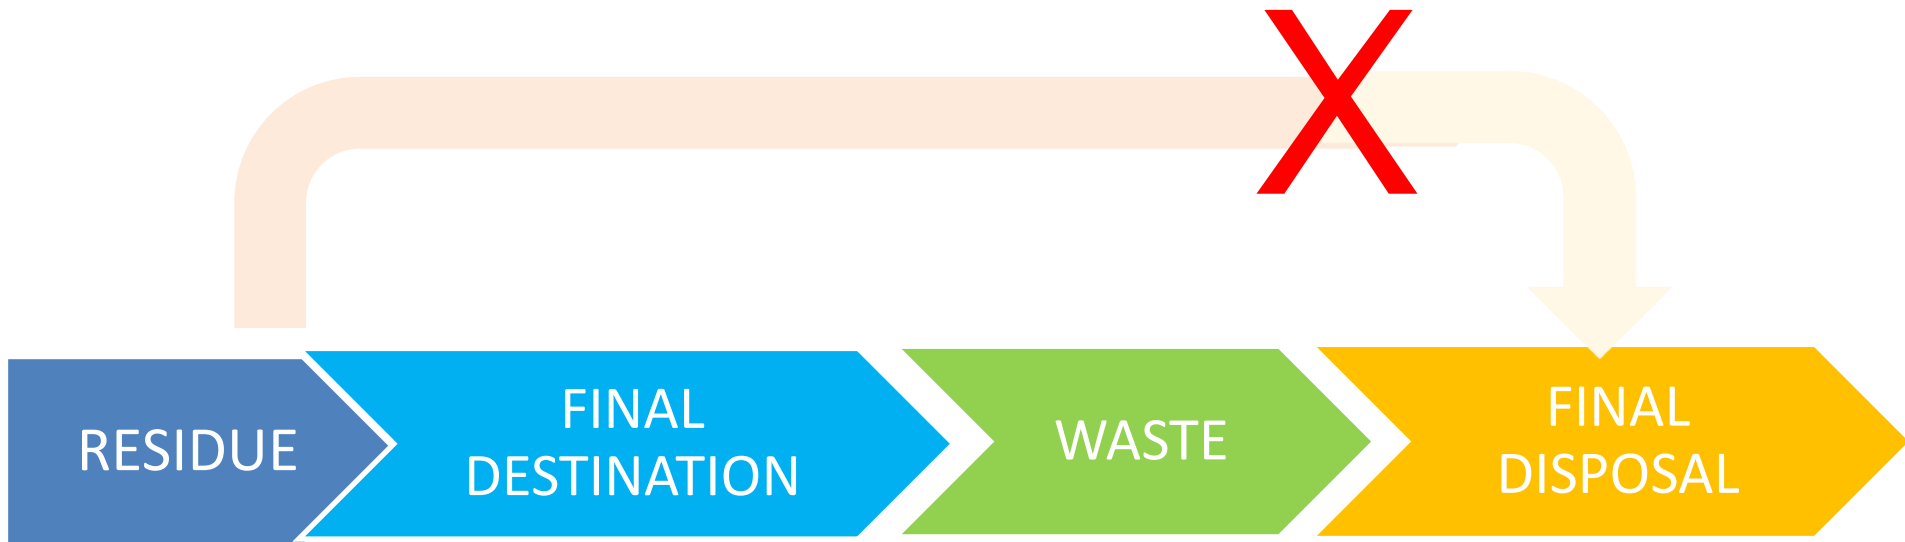 RESIDUE
FINAL
DESTINATION
WASTE
FINAL
DISPOSAL
X